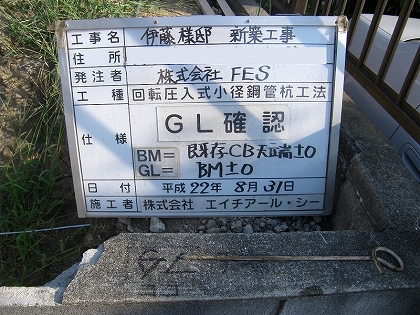 工事名 伊藤様邸 新築工事
住所
発注者 株式会社 FES
工種 回転圧入式小径鋼管杭工法
仕様 GL確認
BM= 既存CB天端±0
GL= BM±0
日付 平成22年8月31日
施工者 株式会社 エイチアール・シー